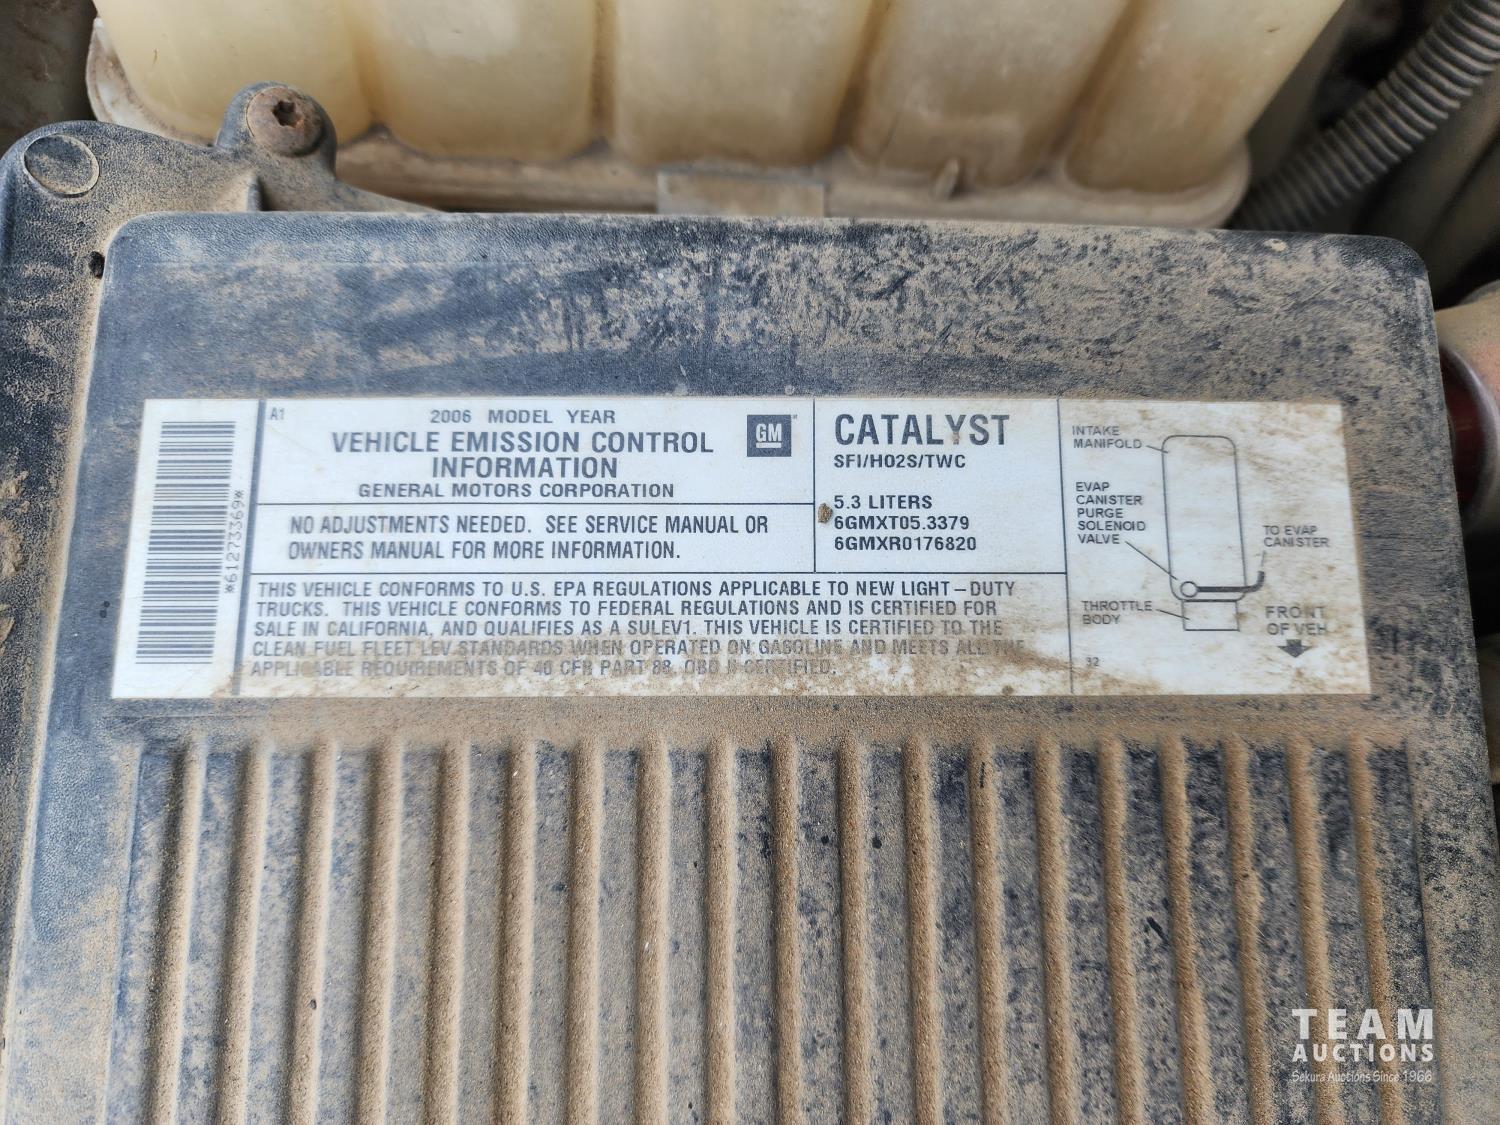 *61273369*
A1
2006 MODEL YEAR
VEHICLE EMISSION CONTROL
INFORMATION
GENERAL MOTORS CORPORATION
GM
NO ADJUSTMENTS NEEDED. SEE SERVICE MANUAL OR
OWNERS MANUAL FOR MORE INFORMATION.
CATALYST
SFI/HO2S/TWC
5.3 LITERS
6GMXT05.3379
6GMXR0176820
THIS VEHICLE CONFORMS TO U.S. EPA REGULATIONS APPLICABLE TO NEW LIGHT-DUTY
TRUCKS. THIS VEHICLE CONFORMS TO FEDERAL REGULATIONS AND IS CERTIFIED FOR
SALE IN CALIFORNIA, AND QUALIFIES AS A SULEV1. THIS VEHICLE IS CERTIFIED TO THE
CLEAN FUEL FLEET LEV STANDARDS WHEN OPERATED ON GASOLINE AND MEETS ALL THE
APPLICABLE REQUIREMENTS OF 40 CFR PART 88. OBD II CERTIFIED.
INTAKE
MANIFOLD
EVAP
CANISTER
PURGE
SOLENOID
VALVE
TO EVAP
CANISTER
THROTTLE
BODY
FRONT
OF VEH
32
TEAM
AUCTIONS
Sekura Auctions Since 1966